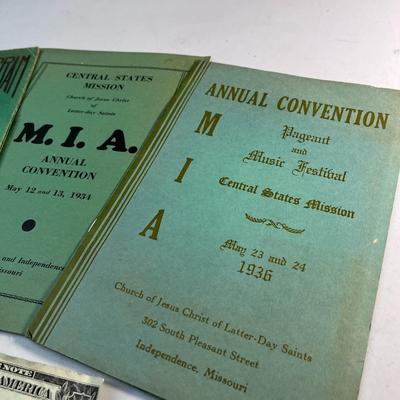 CENTRAL STATES
MISSION
Church of Jesus Christ
of
Latter-day Saints
M. I. A.
ANNUAL
CONVENTION
May 12 and 13, 1934
and Independence
Missouri
ANNUAL CONVENTION
M
I
A
Pageant
and
Music Festival
Central States Mission
May 23 and 24
1936
Church of Jesus Christ of Latter-Day Saints
302 South Pleasant Street
Independence, Missouri
NOTE
AMERICA